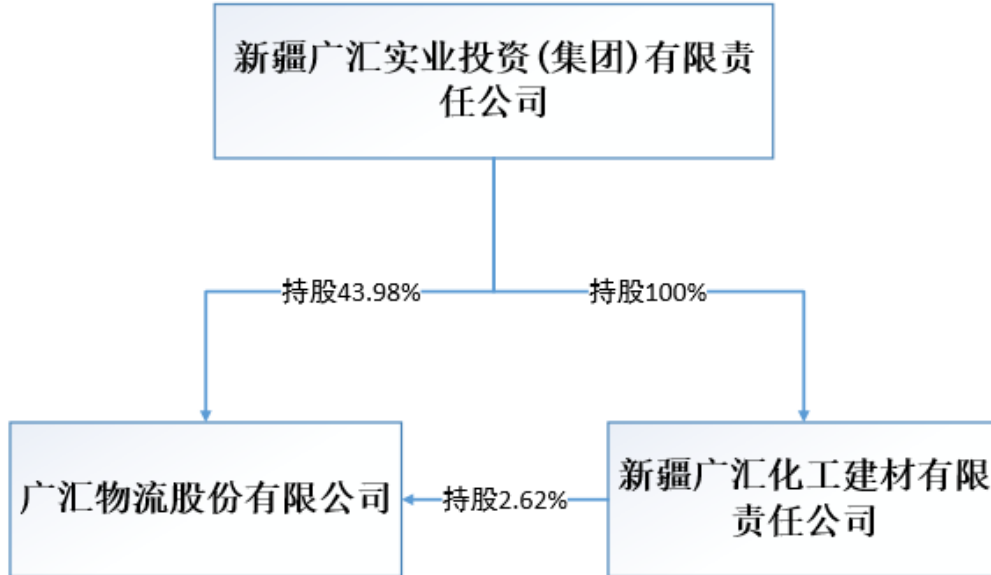 新疆广汇实业投资(集团)有限责
任公司
持股43.98%
持股100%
广汇物流股份有限公司
持股2.62%
新疆广汇化工建材有限
责任公司